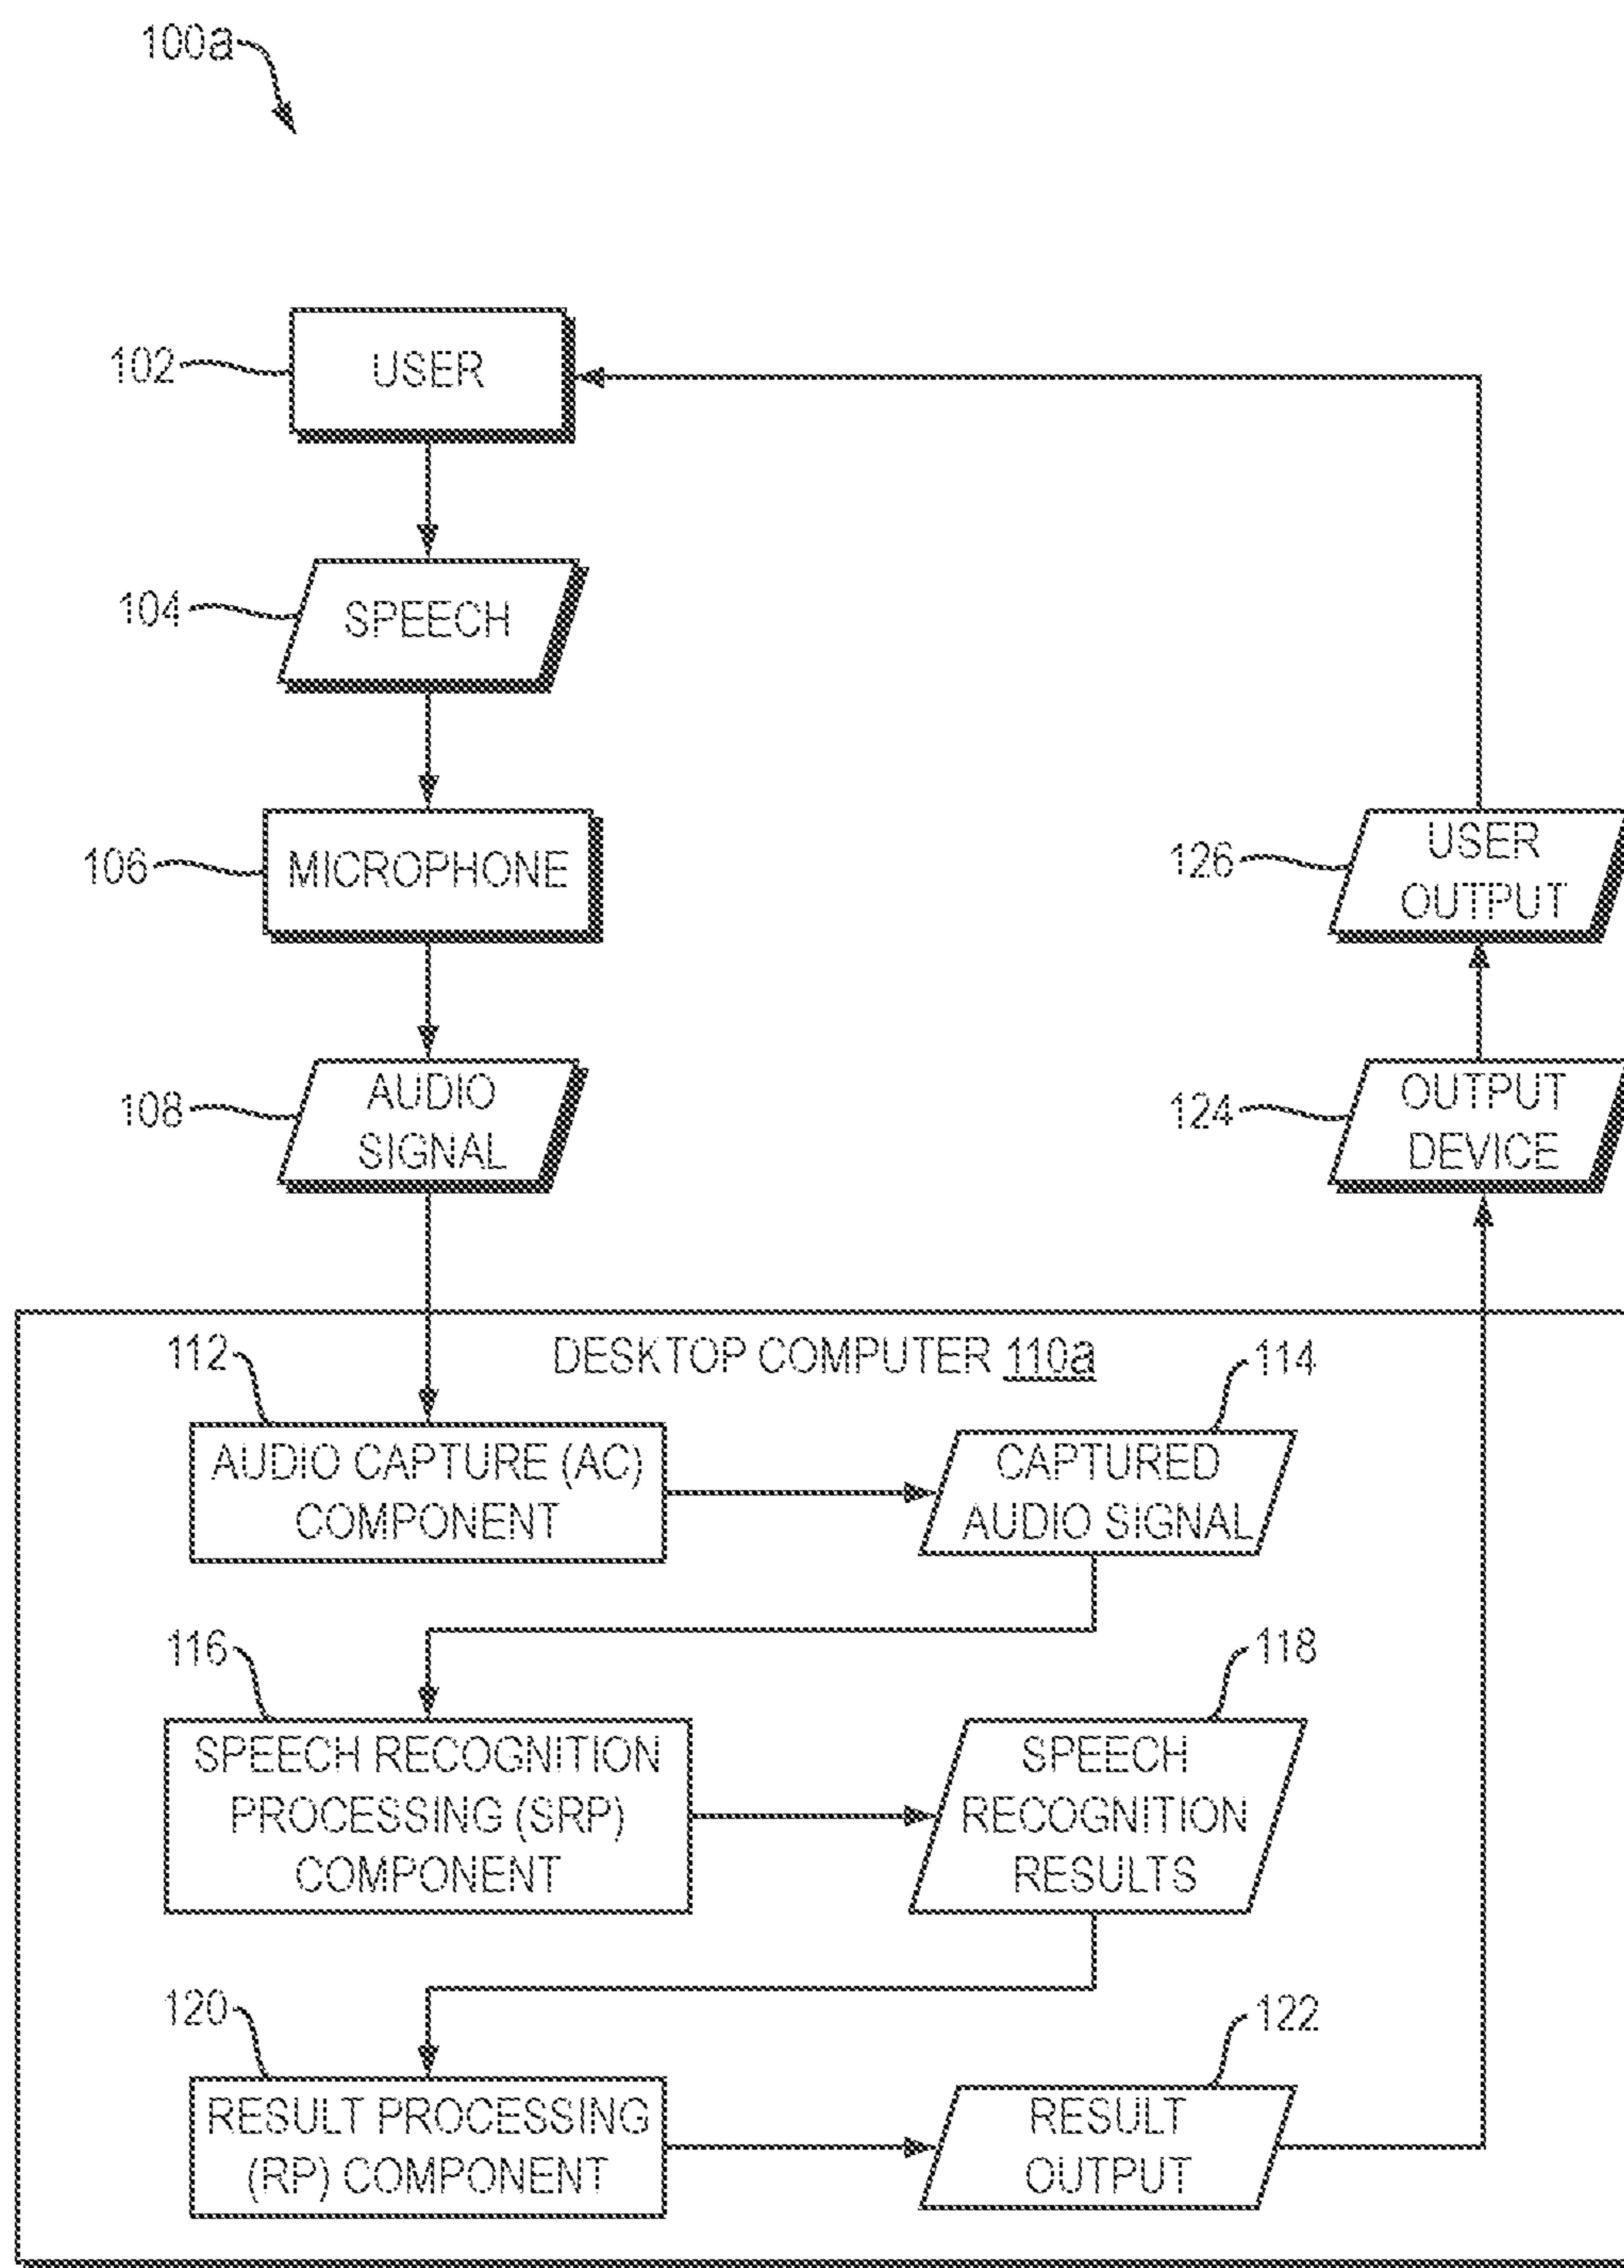 100a
102
USER
104
SPEECH
106
MICROPHONE
126
USER
OUTPUT
108
AUDIO
SIGNAL
124
OUTPUT
DEVICE
DESKTOP COMPUTER 110a
112
AUDIO CAPTURE (AC)
COMPONENT
114
CAPTURED
AUDIO SIGNAL
116
SPEECH RECOGNITION
PROCESSING (SRP)
COMPONENT
118
SPEECH
RECOGNITION
RESULTS
120
RESULT PROCESSING
(RP) COMPONENT
122
RESULT
OUTPUT